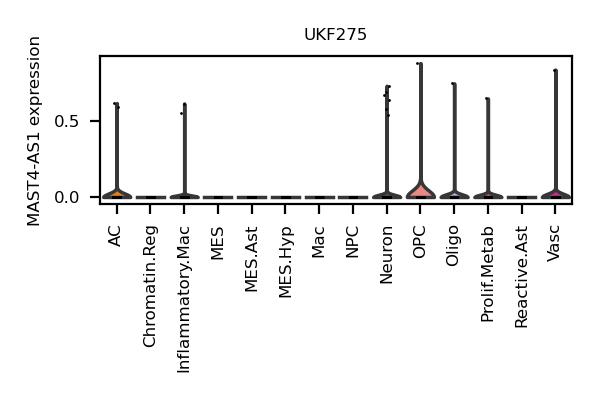 UKF275
MAST4-AS1 expression
0.5
0.0
AC
Chromatin.Reg
Inflammatory.Mac
MES
MES.Ast
MES.Hyp
Mac
NPC
Neuron
OPC
Oligo
Prolif.Metab
Reactive.Ast
Vasc